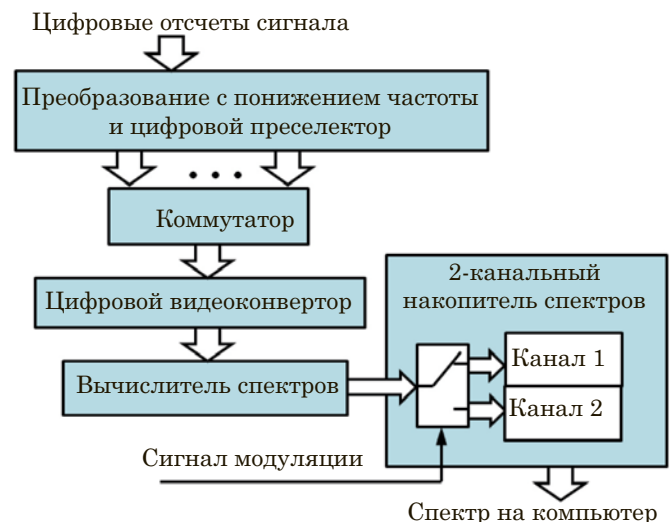 Цифровые отсчеты сигнала
Преобразование с понижением частоты
и цифровой преселектор
Коммутатор
Цифровой видеоконвертор
Вычислитель спектров
2-канальный
накопитель спектров
Канал 1
Канал 2
Сигнал модуляции
Спектр на компьютер